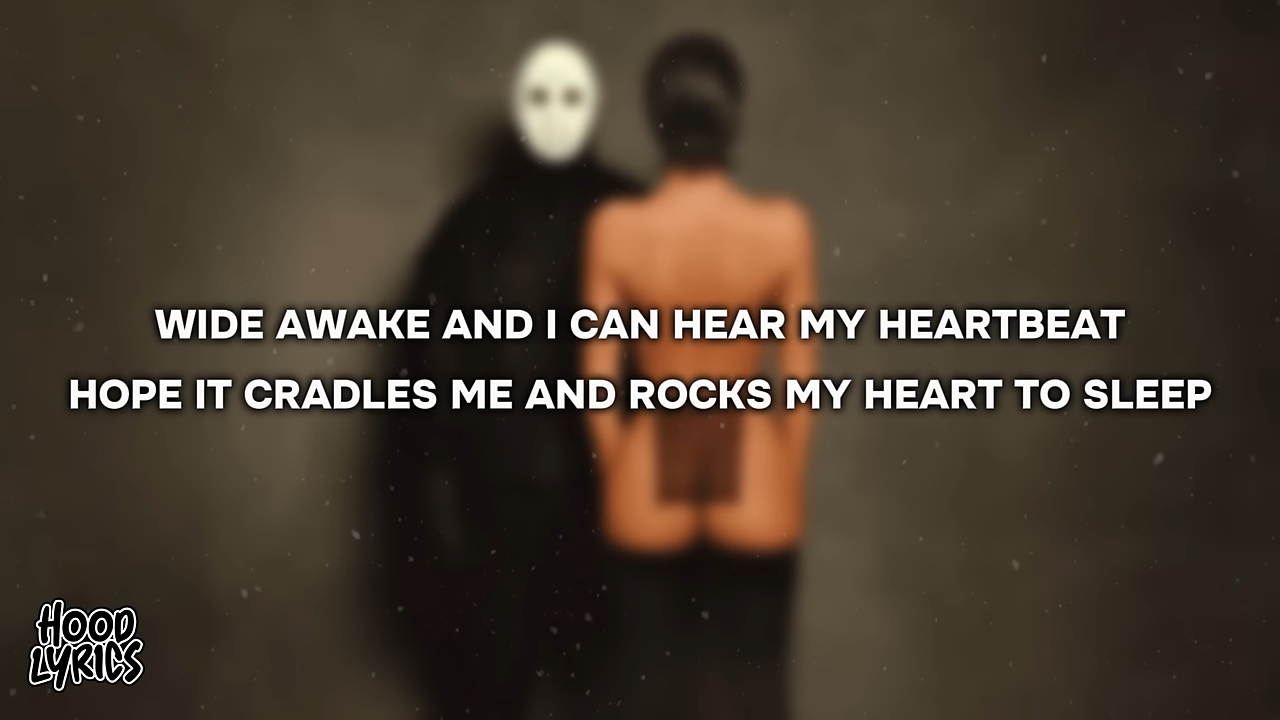 WIDE AWAKE AND I CAN HEAR MY HEARTBEAT
HOPE IT CRADLES ME AND ROCKS MY HEART TO SLEEP
HOOD
LYRICS